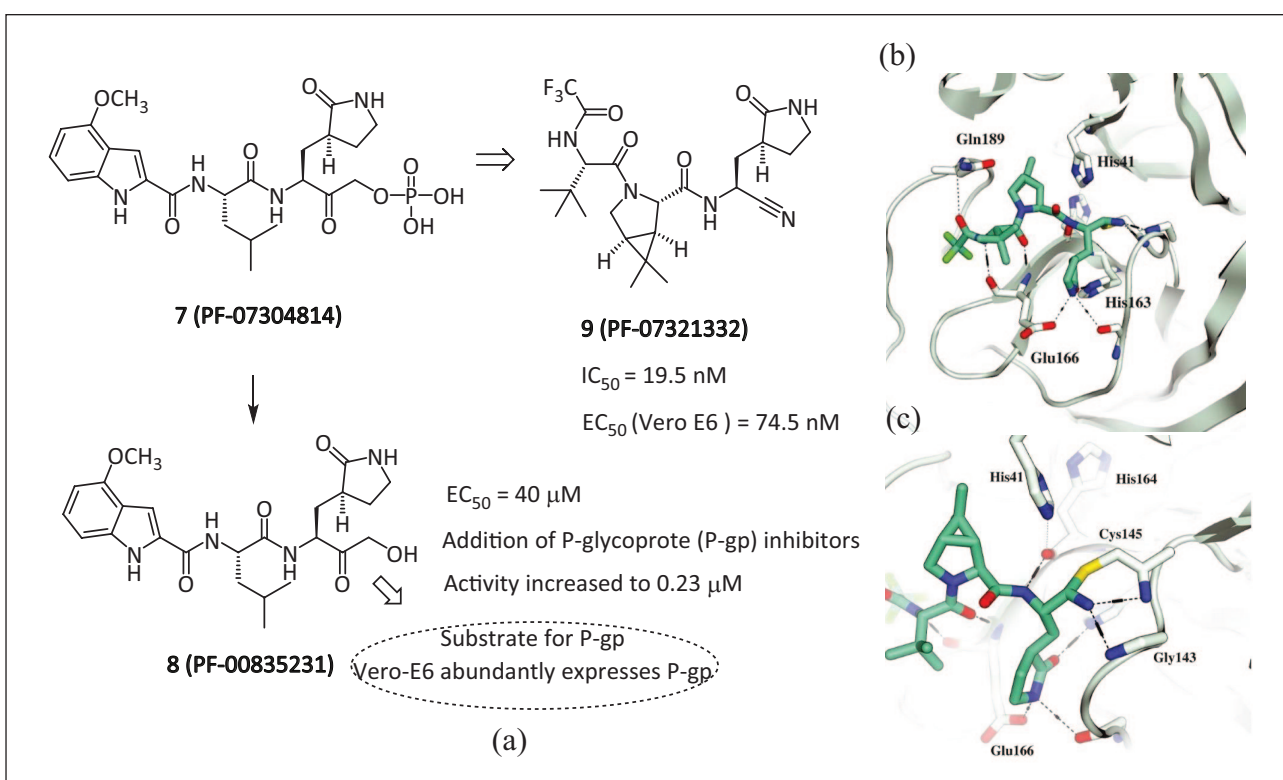 (b)
OCH3
N
H
O
H
N
O
N
H
O
NH
H
O
O
P
O
OH
OH
7 (PF-07304814)
F3C
O
HN
O
N
H
H
O
N
H
O
NH
H
N
9 (PF-07321332)
IC50 = 19.5 nM
EC50 (Vero E6 ) = 74.5 nM
Gln189
His41
His163
Glu166
(c)
OCH3
N
H
O
H
N
O
N
H
O
NH
H
O
OH
8 (PF-00835231)
EC50 = 40 μM
Addition of P-glycoprote (P-gp) inhibitors
Activity increased to 0.23 μM
Substrate for P-gp
Vero-E6 abundantly expresses P-gp
His41
His164
Cys145
Gly143
Glu166
(a)